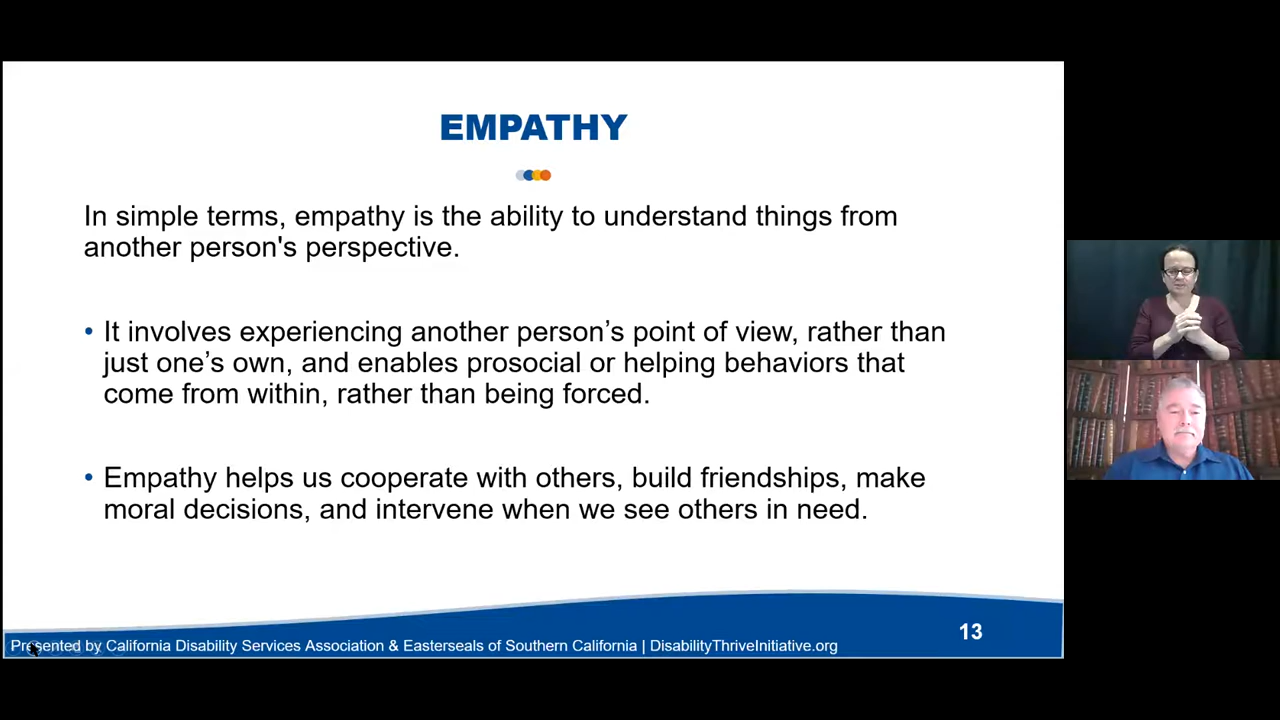 EMPATHY
In simple terms, empathy is the ability to understand things from
another person's perspective.
• It involves experiencing another person’s point of view, rather than
just one’s own, and enables prosocial or helping behaviors that
come from within, rather than being forced.
• Empathy helps us cooperate with others, build friendships, make
moral decisions, and intervene when we see others in need.
13
Presented by California Disability Services Association & Easterseals of Southern California | DisabilityThriveInitiative.org